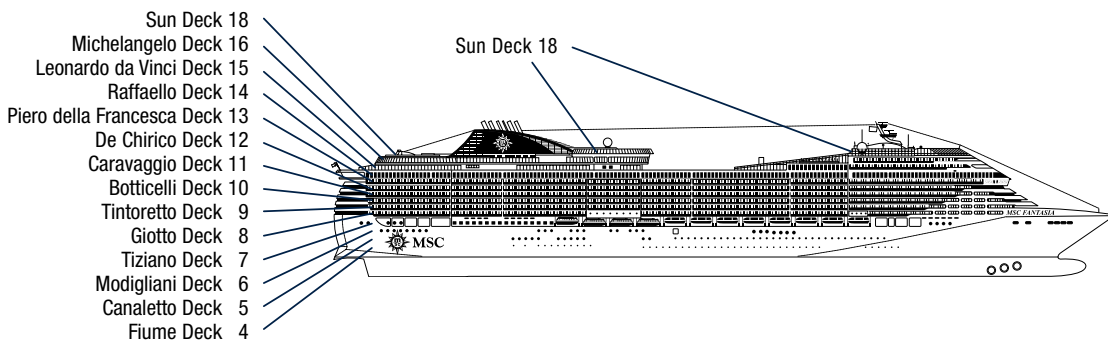 Sun Deck 18
Michelangelo Deck 16
Leonardo da Vinci Deck 15
Raffaello Deck 14
Piero della Francesca Deck 13
De Chirico Deck 12
Caravaggio Deck 11
Botticelli Deck 10
Tintoretto Deck 9
Giotto Deck 8
Tiziano Deck 7
Modigliani Deck 6
Canaletto Deck 5
Fiume Deck 4
Sun Deck 18
MSC FANTASIA
MSC